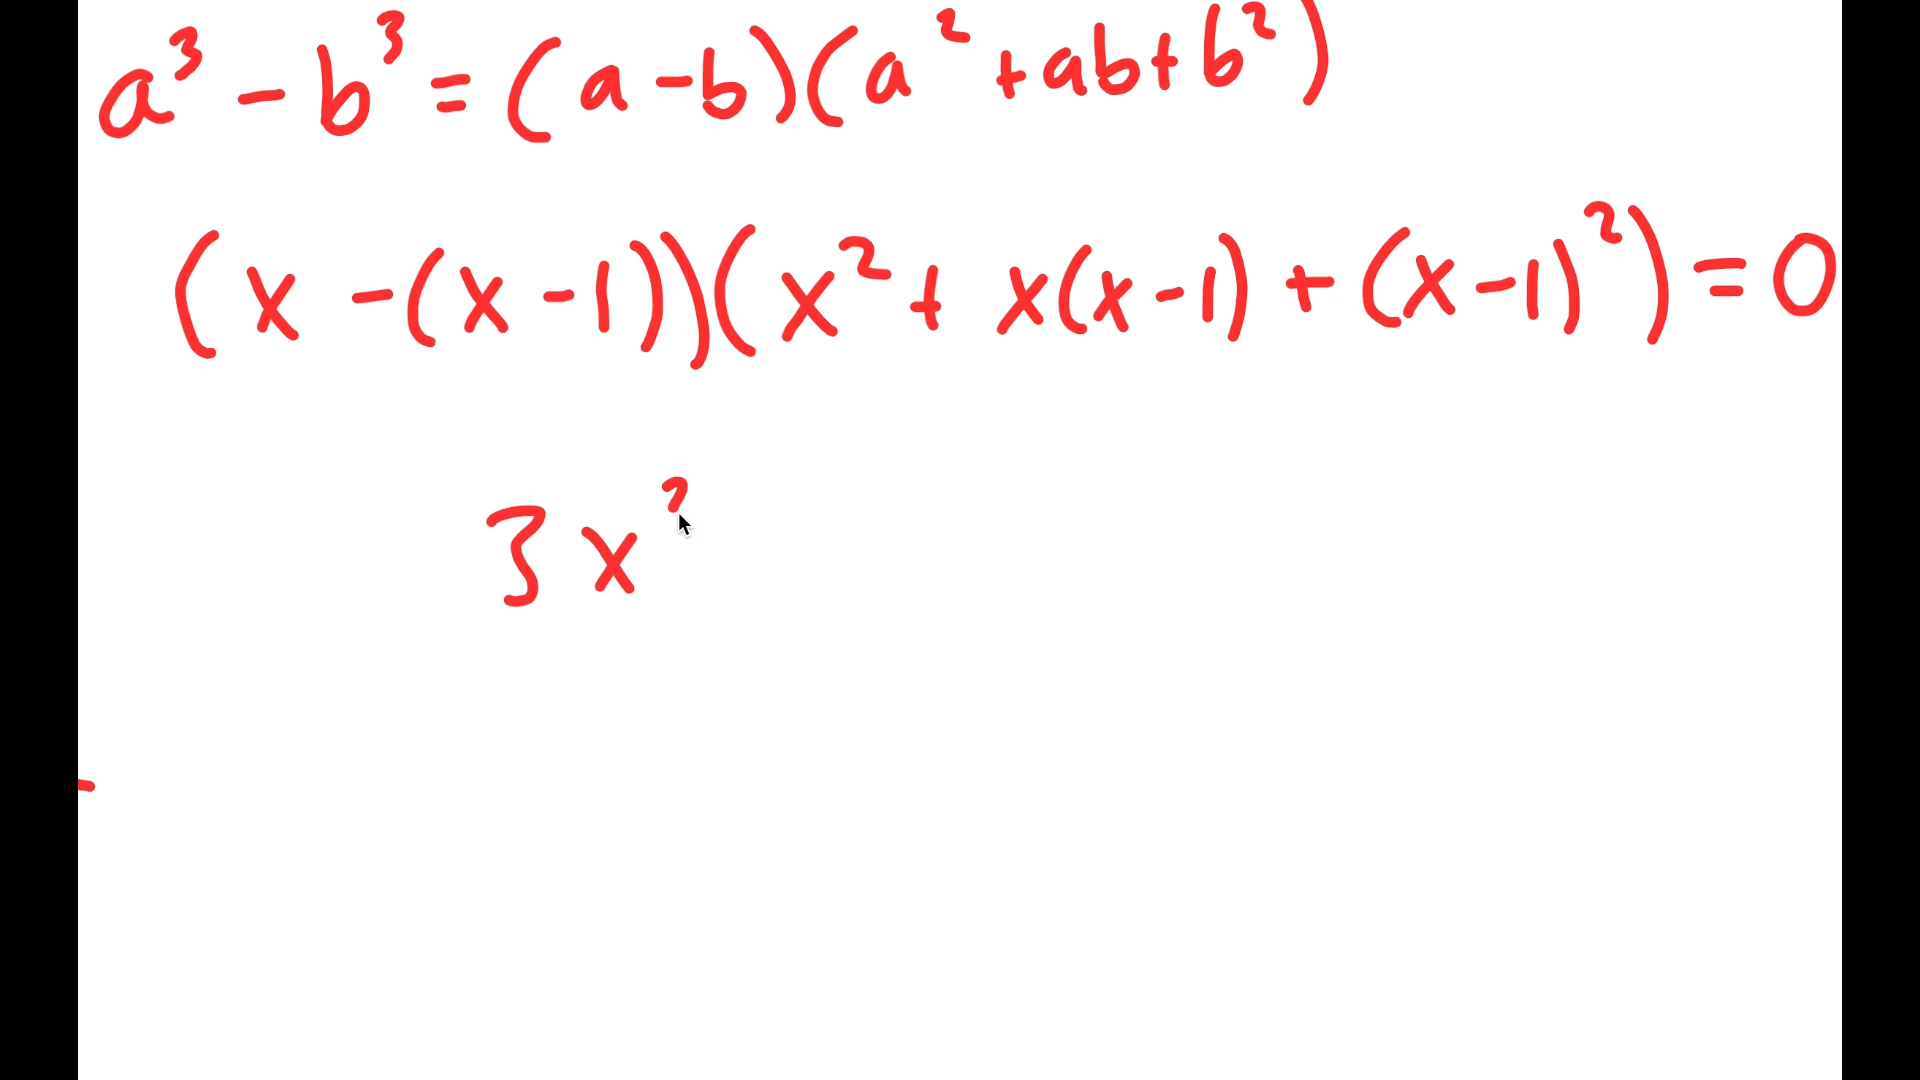 a³ - b³ = (a - b)(a² + ab + b²)
(x - (x - 1))(x² + x(x - 1) + (x - 1)²) = 0
3x²